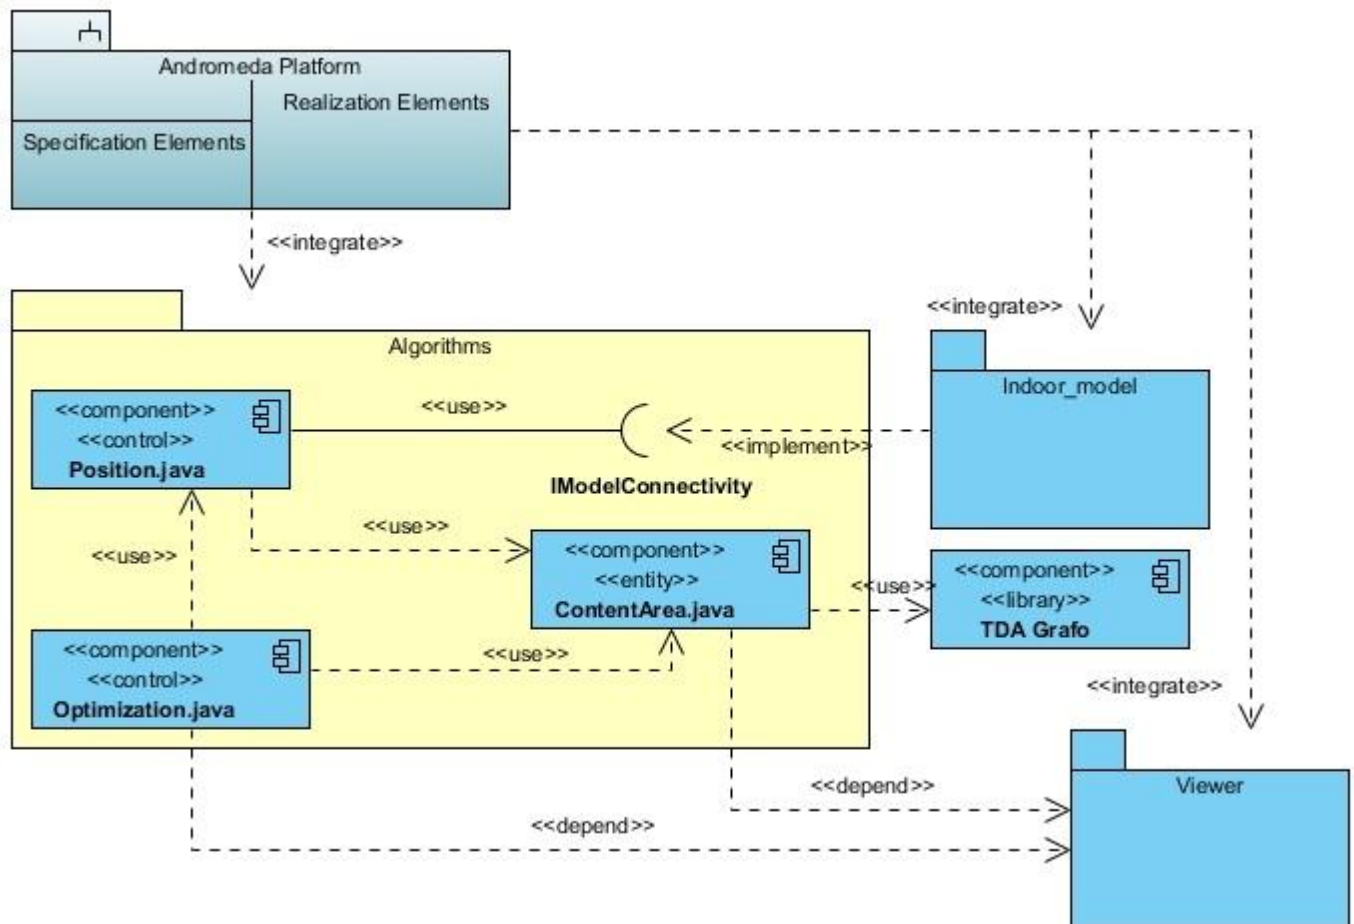 Andromeda Platform
Realization Elements
Specification Elements
<<integrate>>
<<integrate>>
Algorithms
Indoor_model
<<component>>
<<control>>
Position.java
<<use>>
<<implement>>
IModelConnectivity
<<use>>
<<use>>
<<component>>
<<entity>>
ContentArea.java
<<use>>
<<component>>
<<library>>
TDA Grafo
<<component>>
<<control>>
Optimization.java
<<use>>
<<integrate>>
<<depend>>
<<depend>>
Viewer